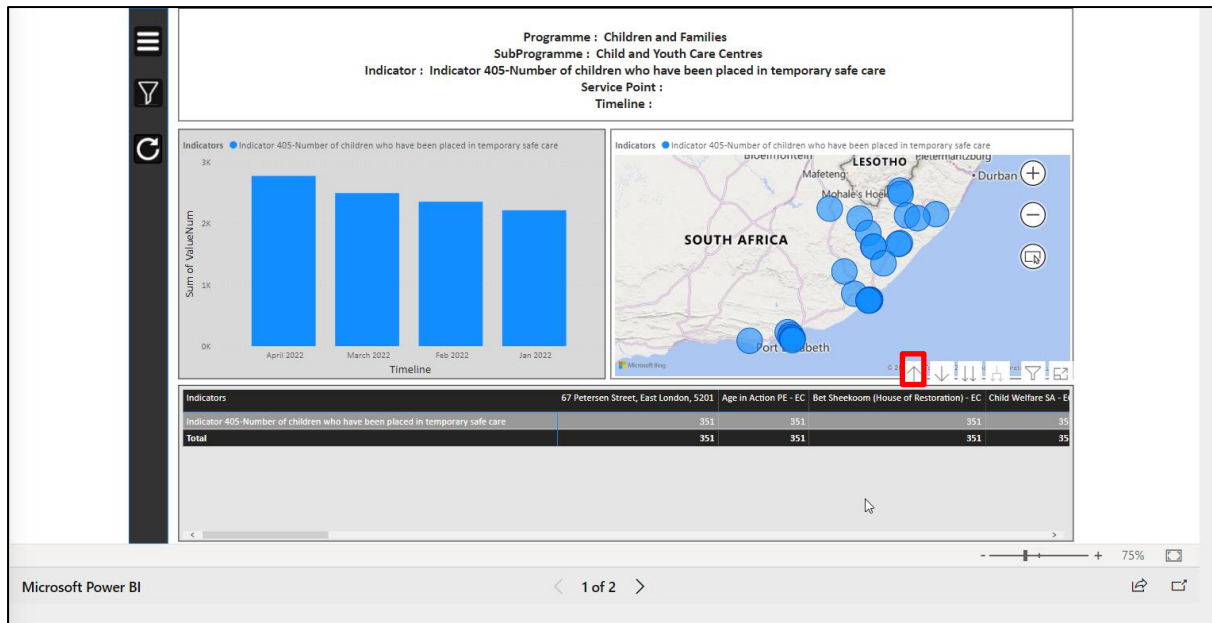 Programme : Children and Families
SubProgramme : Child and Youth Care Centres
Indicator : Indicator 405-Number of children who have been placed in temporary safe care
Service Point :
Timeline :
Indicators Indicator 405-Number of children who have been placed in temporary safe care
3K
2K
1K
0K
Sum of ValueNum
April 2022 March 2022 Feb 2022 Jan 2022
Timeline
Indicators Indicator 405-Number of children who have been placed in temporary safe care
LESOTHO
Mafeteng
Durban
Mohale's Hoek
SOUTH AFRICA
Microsoft Bing
Indicators 67 Petersen Street, East London, 5201 Age in Action PE - EC Bet Sheekoom (House of Restoration) - EC Child Welfare SA - E
Indicator 405-Number of children who have been placed in temporary safe care 351 351 351 35
Total 351 351 351 35
- + 75%
Microsoft Power BI
< 1 of 2 >